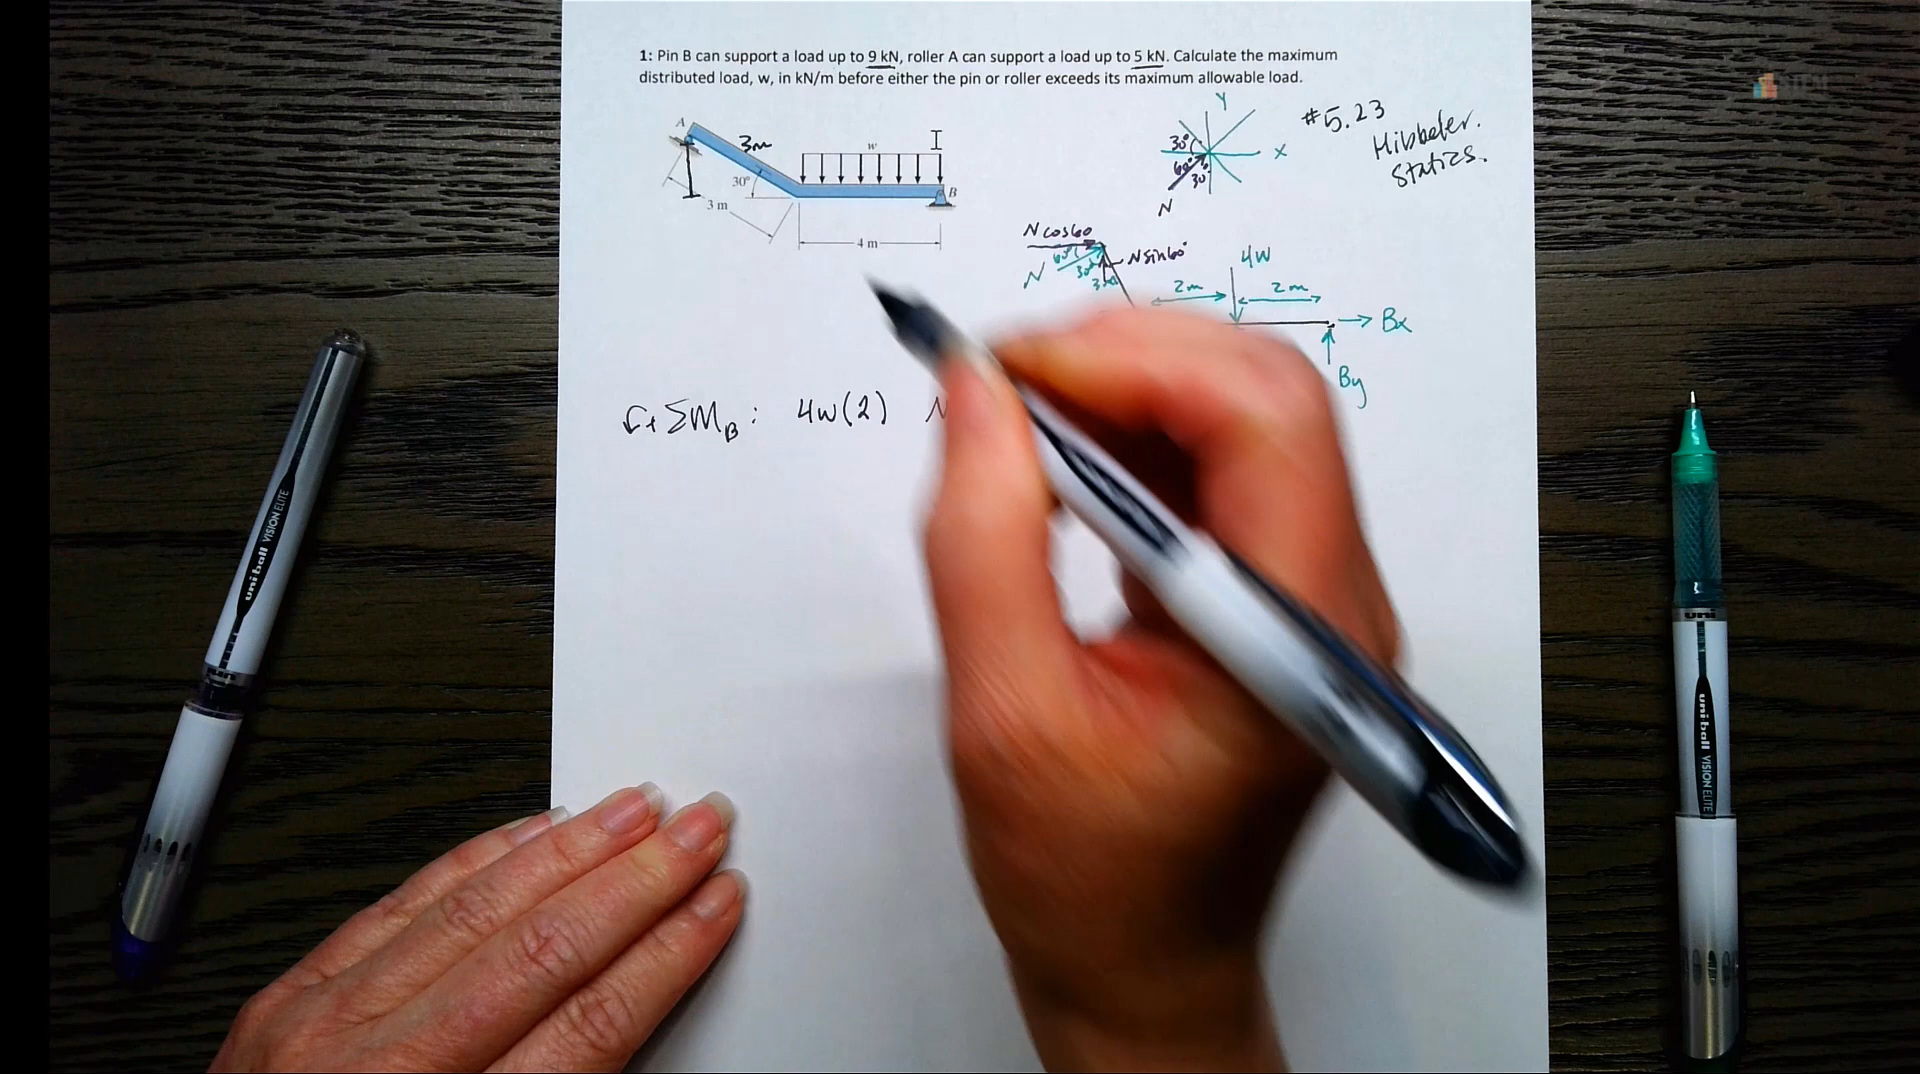 1: Pin B can support a load up to 9 kN, roller A can support a load up to 5 kN. Calculate the maximum
distributed load, w, in kN/m before either the pin or roller exceeds its maximum allowable load.
A
3m
w
I
30°
B
3 m
4 m
Y
30°
X
60°
30°
N
#5.23
Hibbeler.
Statics.
N cos60
60°
N
30°
N sin60°
4W
2m
2m
Bx
By
+ ΣM_B: 4w(2) N
uni-ball VISION ELITE
uni
uni-ball VISION ELITE